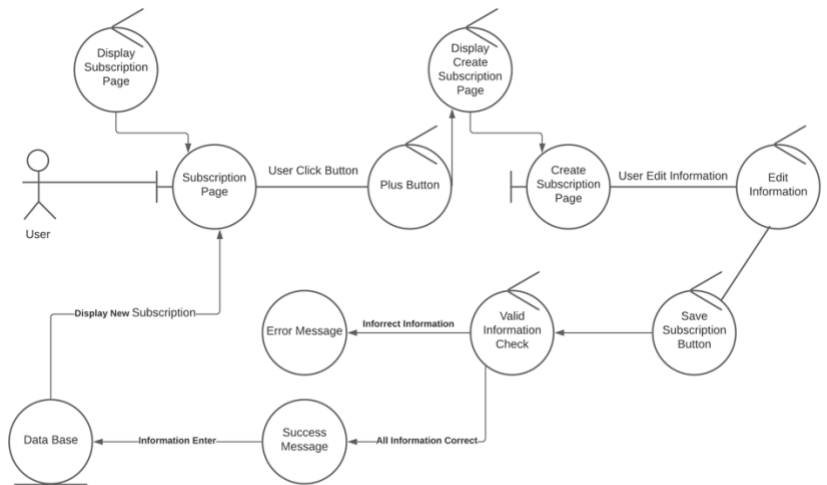 Display
Subscription
Page
Display
Create
Subscription
Page
User
Subscription
Page
User Click Button
Plus Button
Create
Subscription
Page
User Edit Information
Edit
Information
Display New Subscription
Error Message
Inforrect Information
Valid
Information
Check
Save
Subscription
Button
Data Base
Information Enter
Success
Message
All Information Correct